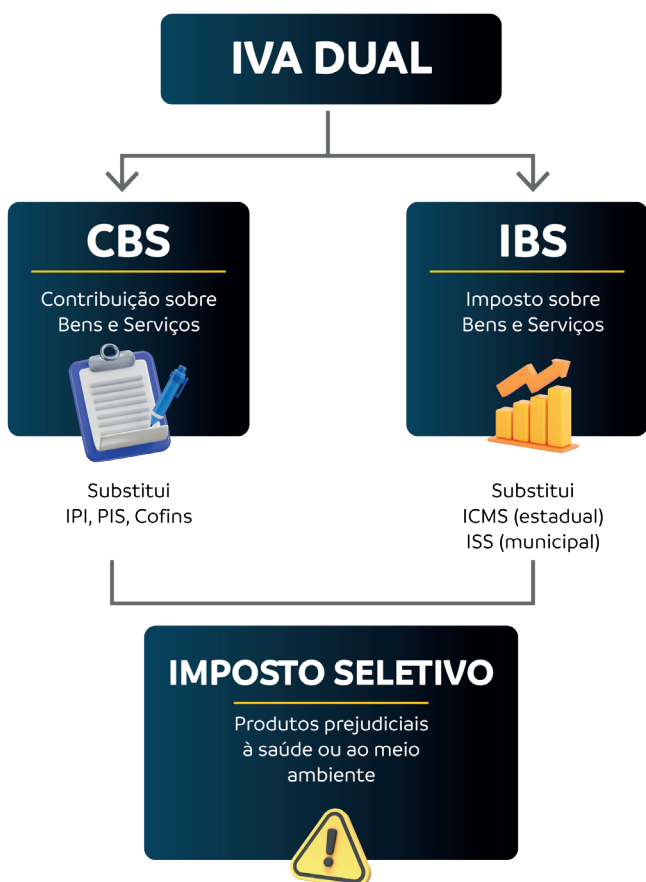 IVA DUAL
CBS
Contribuição sobre
Bens e Serviços
Substitui
IPI, PIS, Cofins
IBS
Imposto sobre
Bens e Serviços
Substitui
ICMS (estadual)
ISS (municipal)
IMPOSTO SELETIVO
Produtos prejudiciais
à saúde ou ao meio
ambiente